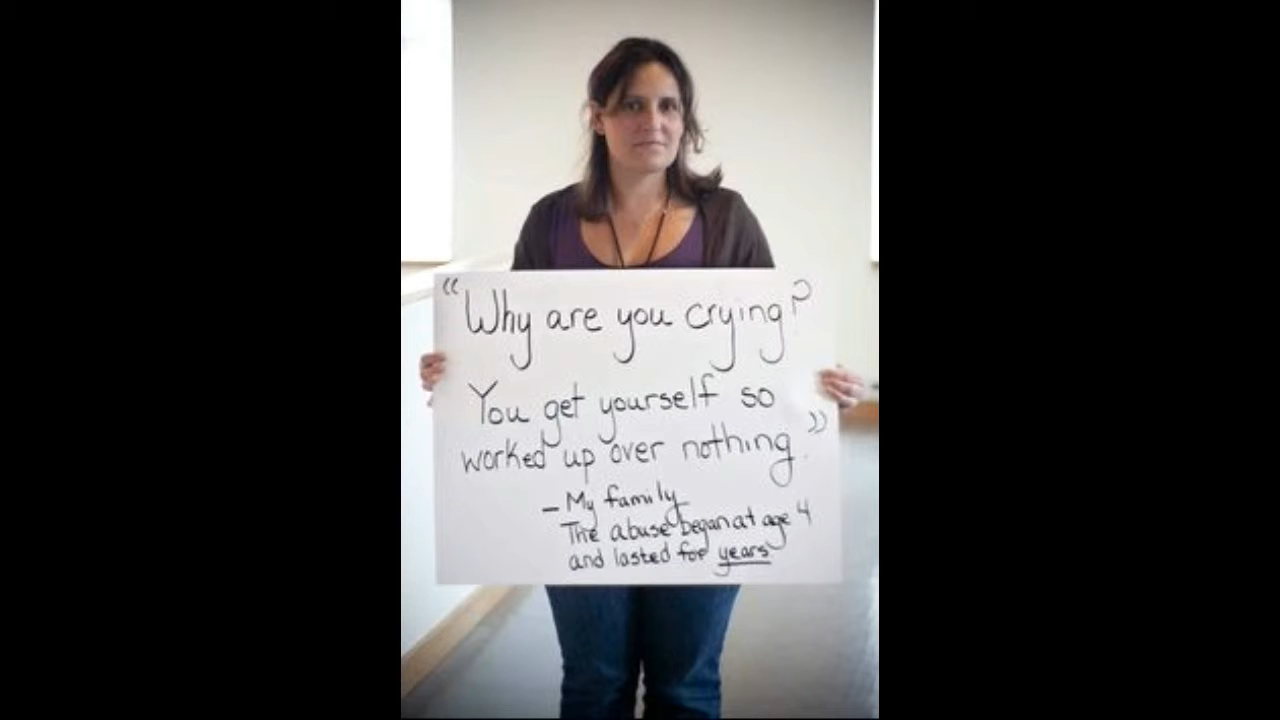 “Why are you crying?
You get yourself so
worked up over nothing.”
— My family
The abuse began at age 4
and lasted for years